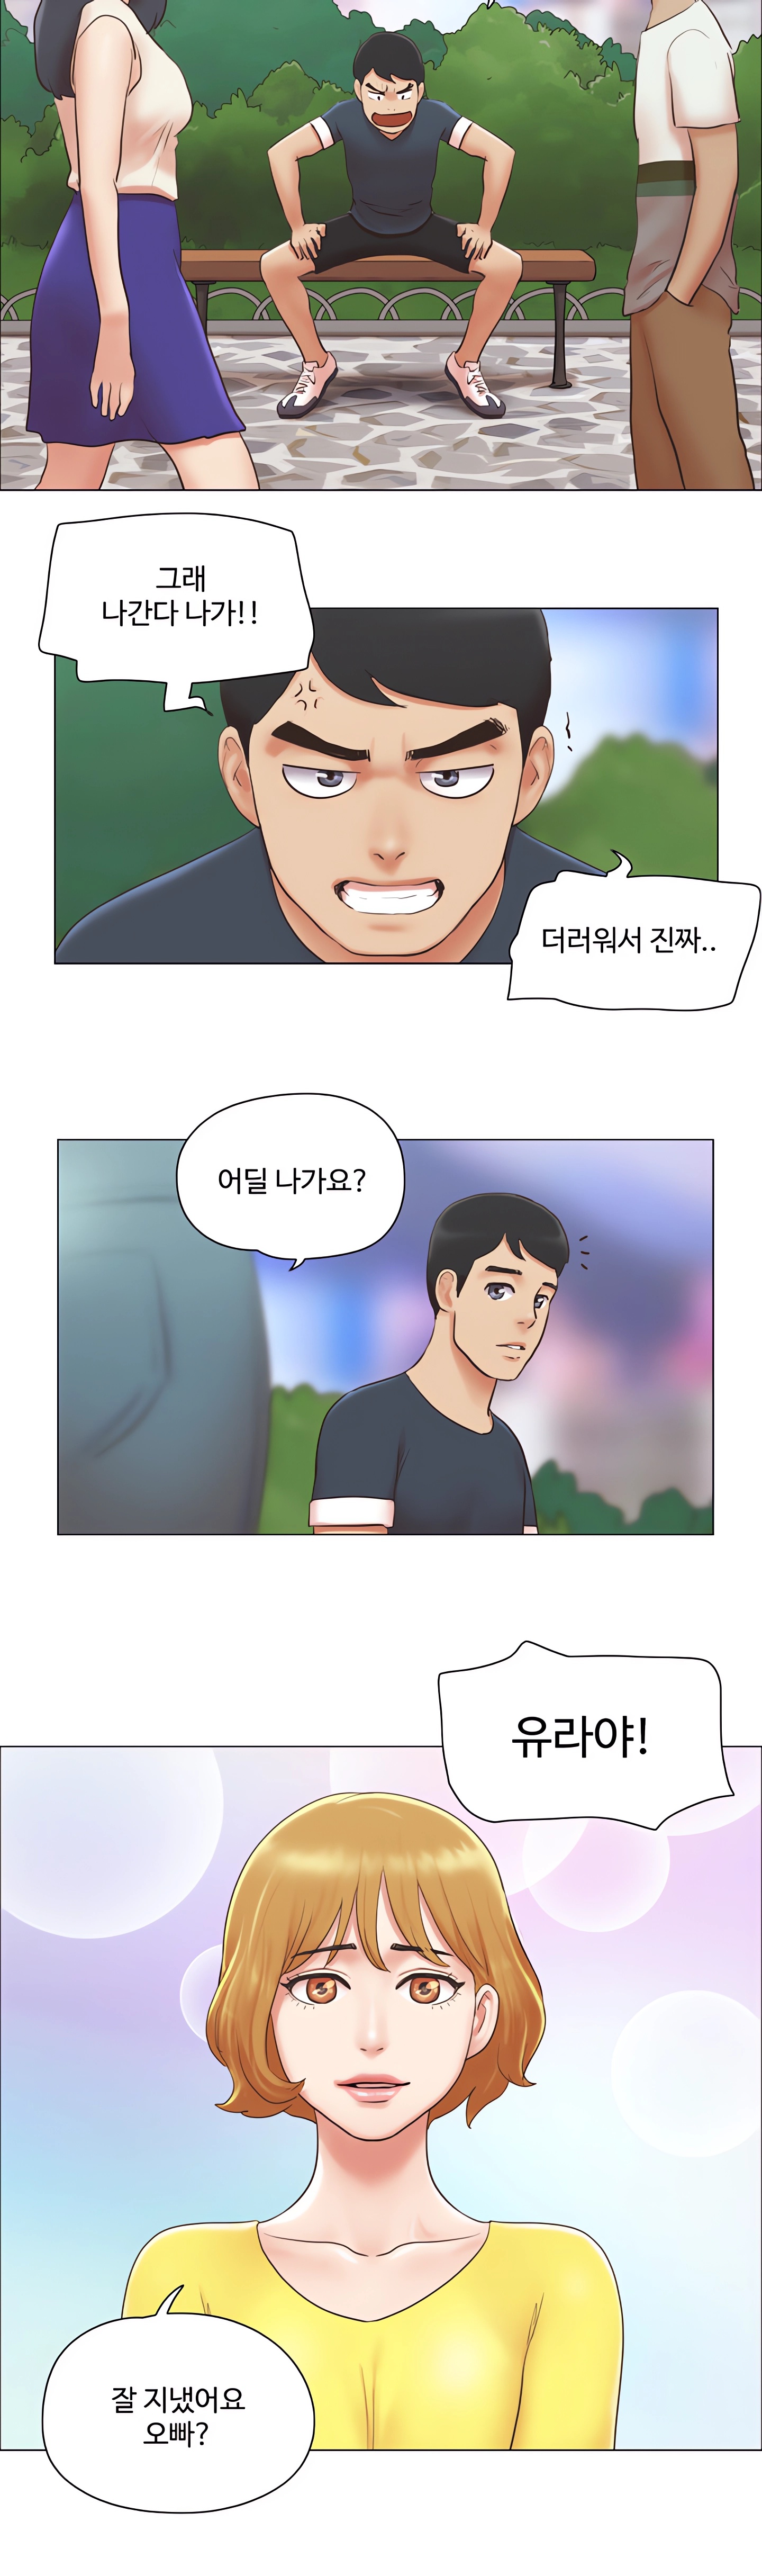 그래
나간다 나가!!
더러워서 진짜..
어딜 나가요?
유라야!
잘 지냈어요
오빠?